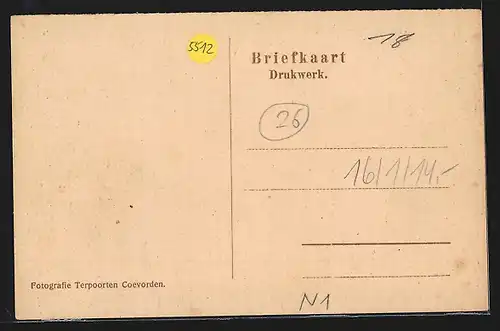 5512
18
Briefkaart
Drukwerk.
26
16/1/14,-
Fotografie Terpoorten Coevorden.
N1